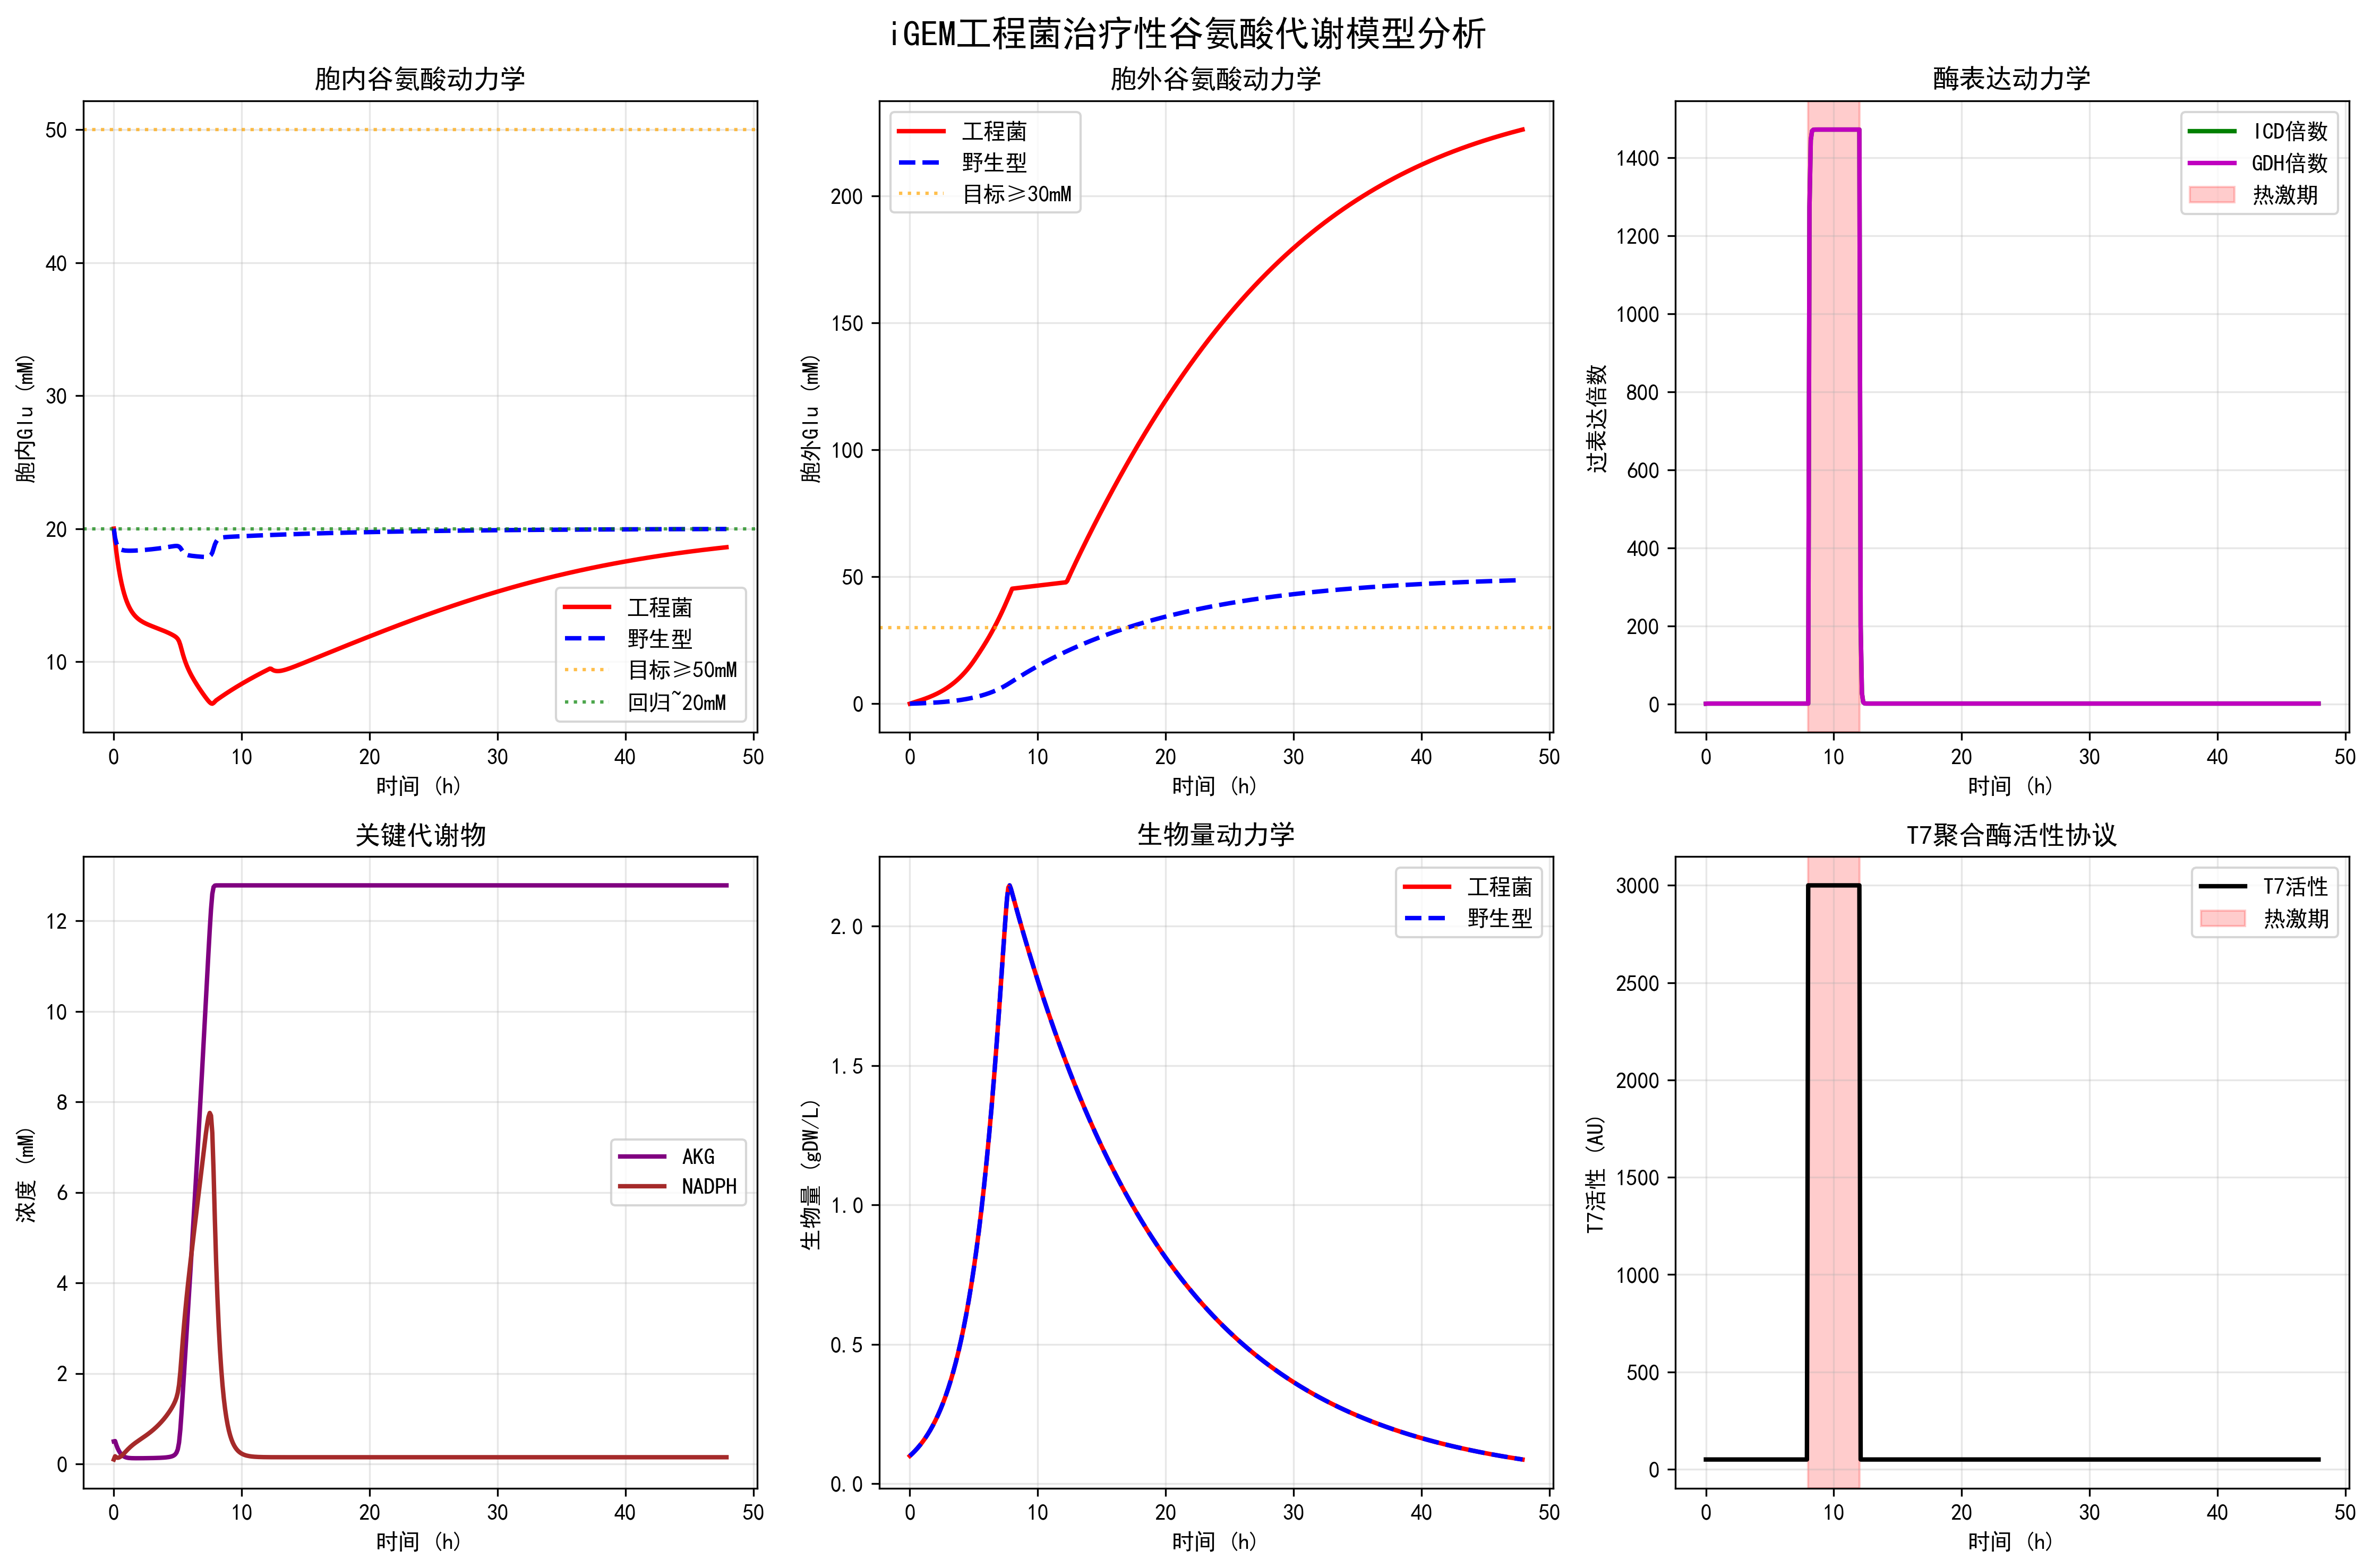 iGEM工程菌治疗性谷氨酸代谢模型分析
胞内谷氨酸动力学
胞内Glu (mM)
50
40
30
20
10
0
10
20
30
40
50
时间 (h)
工程菌
野生型
目标≥50mM
回归~20mM
胞外谷氨酸动力学
胞外Glu (mM)
200
150
100
50
0
0
10
20
30
40
50
时间 (h)
工程菌
野生型
目标≥30mM
酶表达动力学
过表达倍数
1400
1200
1000
800
600
400
200
0
0
10
20
30
40
50
时间 (h)
ICD倍数
GDH倍数
热激期
关键代谢物
浓度 (mM)
12
10
8
6
4
2
0
0
10
20
30
40
50
时间 (h)
AKG
NADPH
生物量动力学
生物量 (gDW/L)
2.0
1.5
1.0
0.5
0.0
0
10
20
30
40
50
时间 (h)
工程菌
野生型
T7聚合酶活性协议
T7活性 (AU)
3000
2500
2000
1500
1000
500
0
0
10
20
30
40
50
时间 (h)
T7活性
热激期